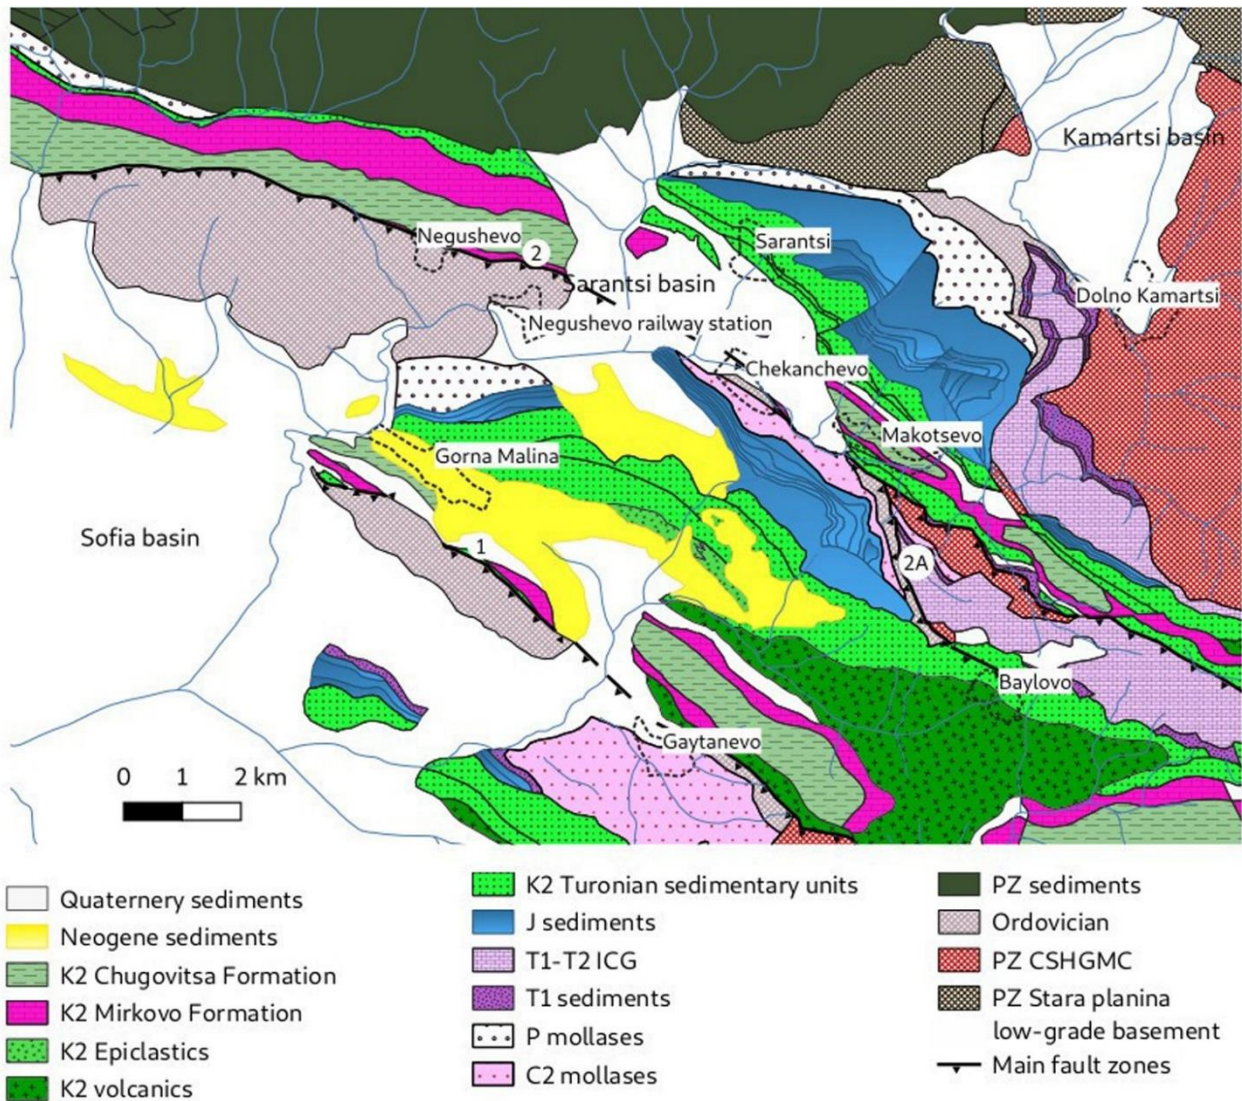 Kamartsi basin
Negushevo
2
Sarantsi
Sarantsi basin
Dolno Kamartsi
Negushevo railway station
Chekanchevo
Makotsevo
Gorna Malina
Sofia basin
1
2A
Baylovo
Gaytanevo
0 1 2 km
Quaternery sediments
Neogene sediments
K2 Chugovitsa Formation
K2 Mirkovo Formation
K2 Epiclastics
K2 volcanics
K2 Turonian sedimentary units
J sediments
T1-T2 ICG
T1 sediments
P mollases
C2 mollases
PZ sediments
Ordovician
PZ CSHGMC
PZ Stara planina
low-grade basement
Main fault zones